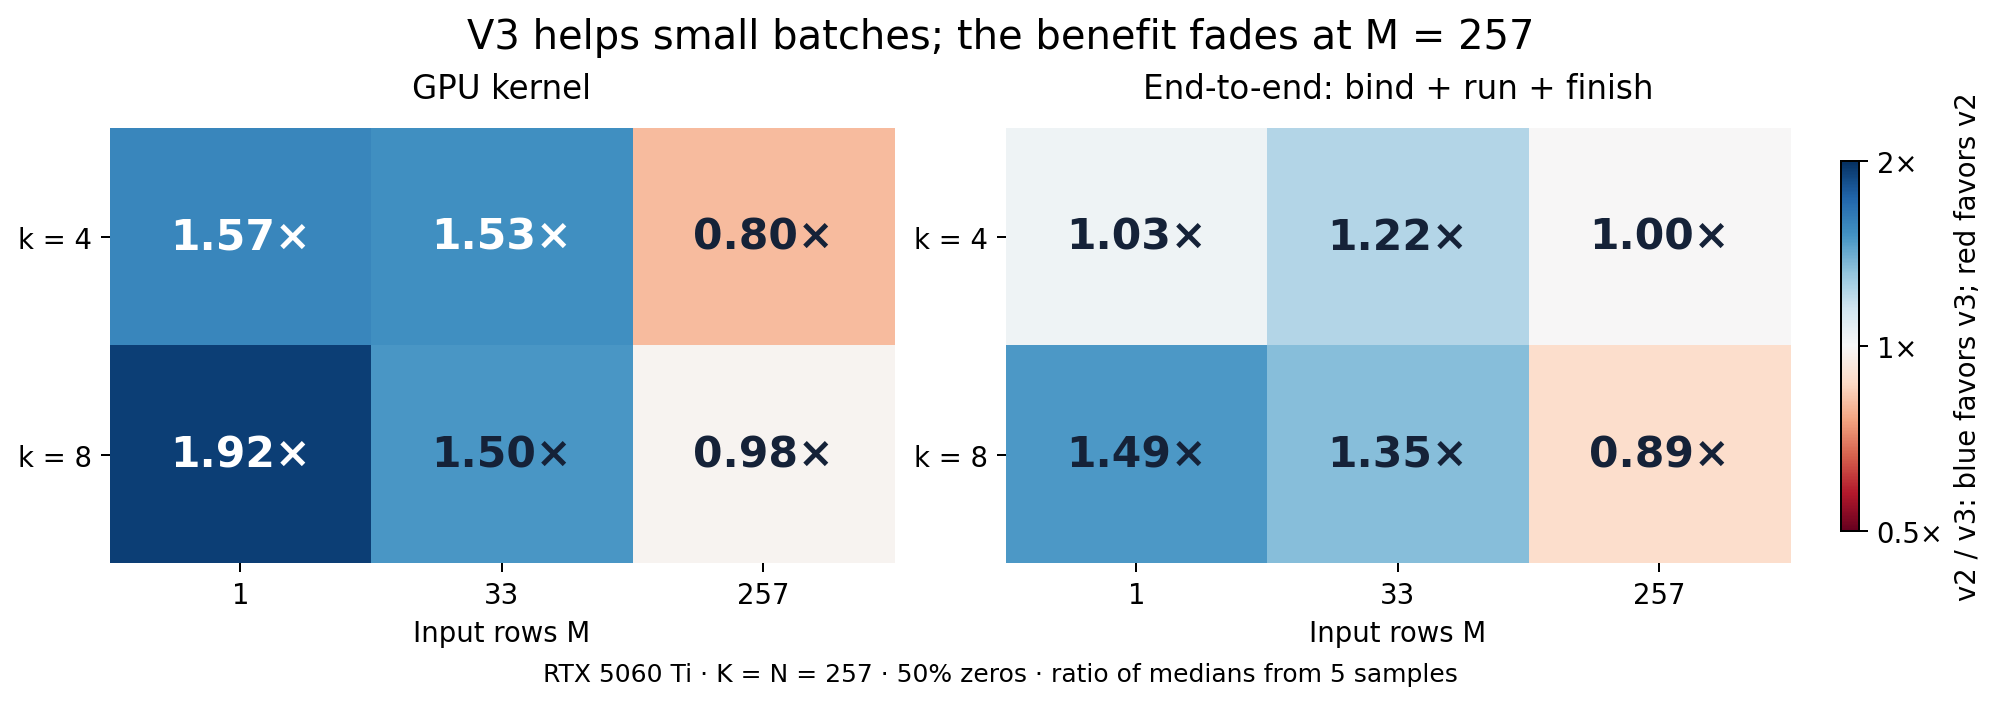 V3 helps small batches; the benefit fades at M = 257
GPU kernel
k = 4
1.57×
1.53×
0.80×
k = 8
1.92×
1.50×
0.98×
1
33
257
Input rows M
End-to-end: bind + run + finish
k = 4
1.03×
1.22×
1.00×
k = 8
1.49×
1.35×
0.89×
1
33
257
Input rows M
2×
1×
0.5×
v2 / v3: blue favors v3; red favors v2
RTX 5060 Ti · K = N = 257 · 50% zeros · ratio of medians from 5 samples